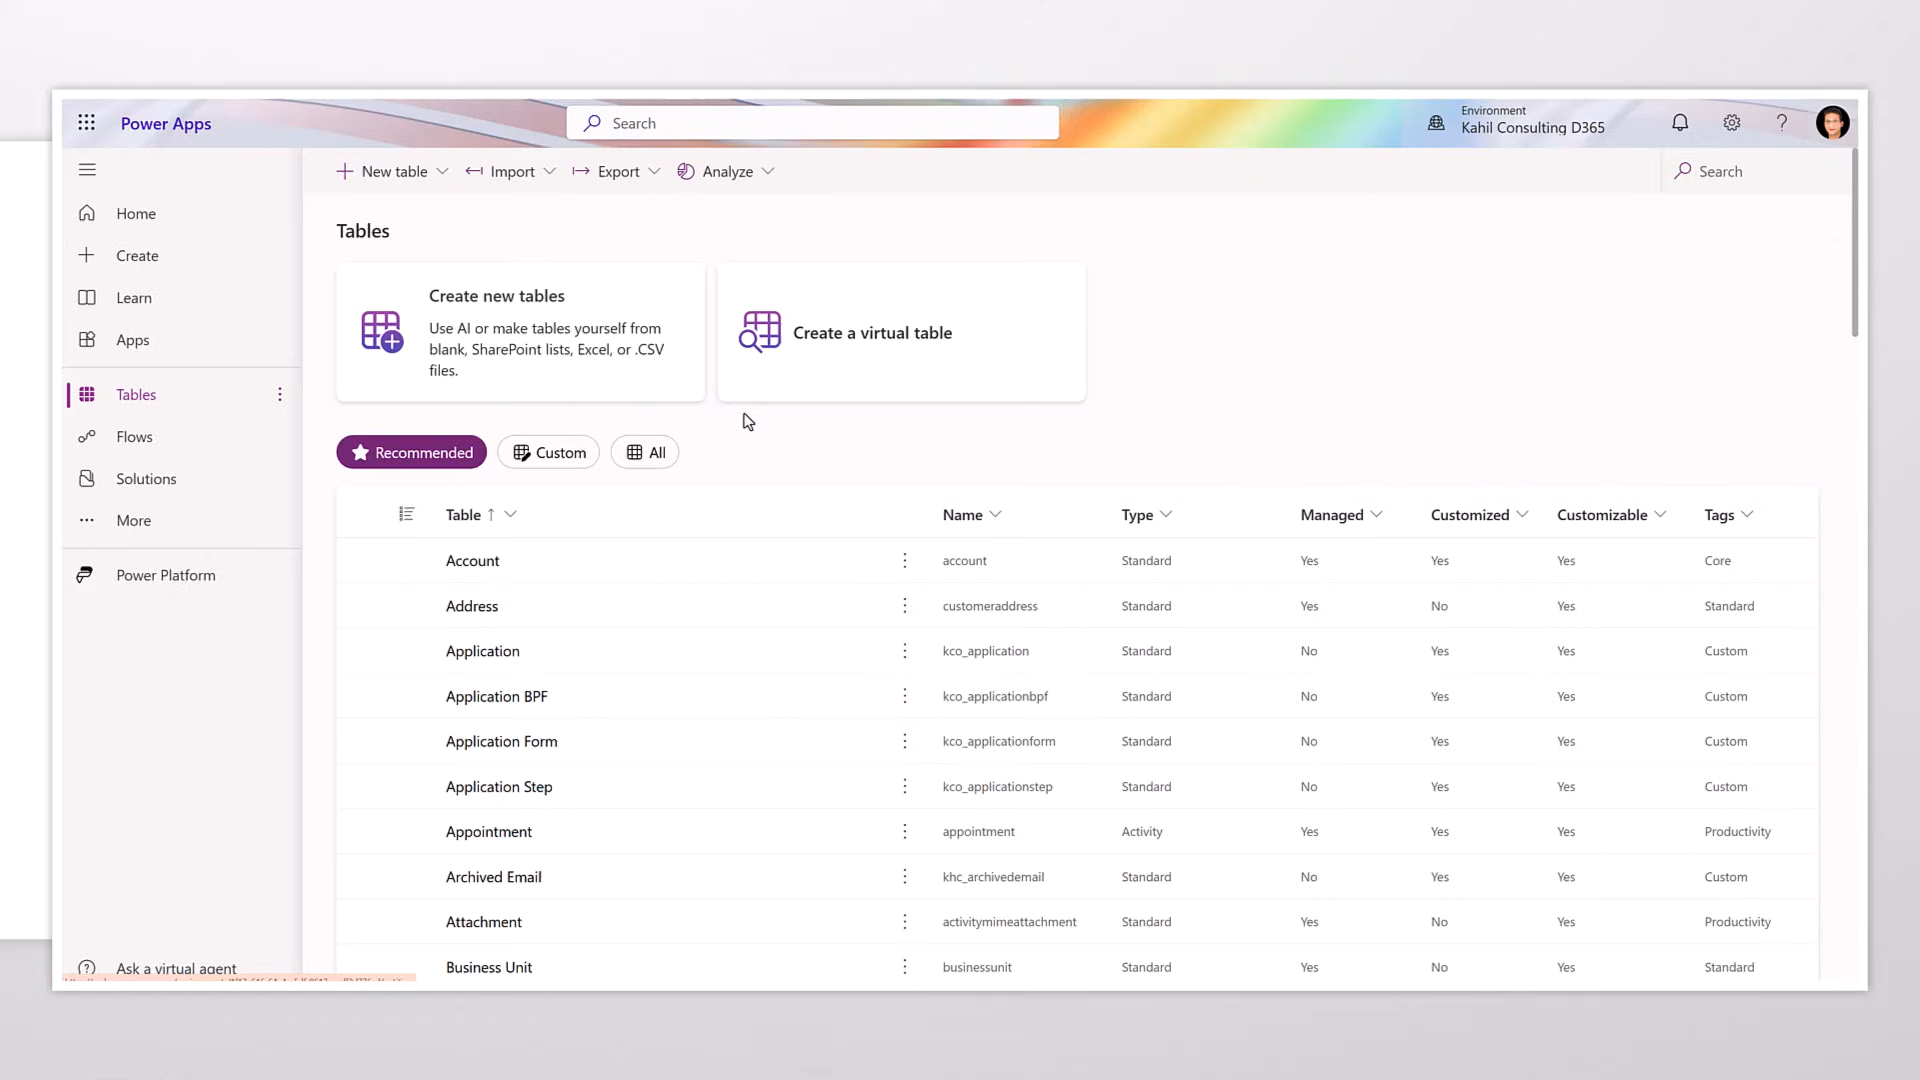 Power Apps
Search
Environment
Kahil Consulting D365
?
New table
Import
Export
Analyze
Search
Home
Create
Learn
Apps
Tables
Flows
Solutions
More
Power Platform
Ask a virtual agent
Tables
Create new tables
Use AI or make tables yourself from
blank, SharePoint lists, Excel, or .CSV
files.
Create a virtual table
Recommended
Custom
All
Table ↑ Name Type Managed Customized Customizable Tags
Account account Standard Yes Yes Yes Core
Address customeraddress Standard Yes No Yes Standard
Application kco_application Standard No Yes Yes Custom
Application BPF kco_applicationbpf Standard No Yes Yes Custom
Application Form kco_applicationform Standard No Yes Yes Custom
Application Step kco_applicationstep Standard No Yes Yes Custom
Appointment appointment Activity Yes Yes Yes Productivity
Archived Email khc_archivedemail Standard No Yes Yes Custom
Attachment activitymimeattachment Standard Yes No Yes Productivity
Business Unit businessunit Standard Yes No Yes Standard